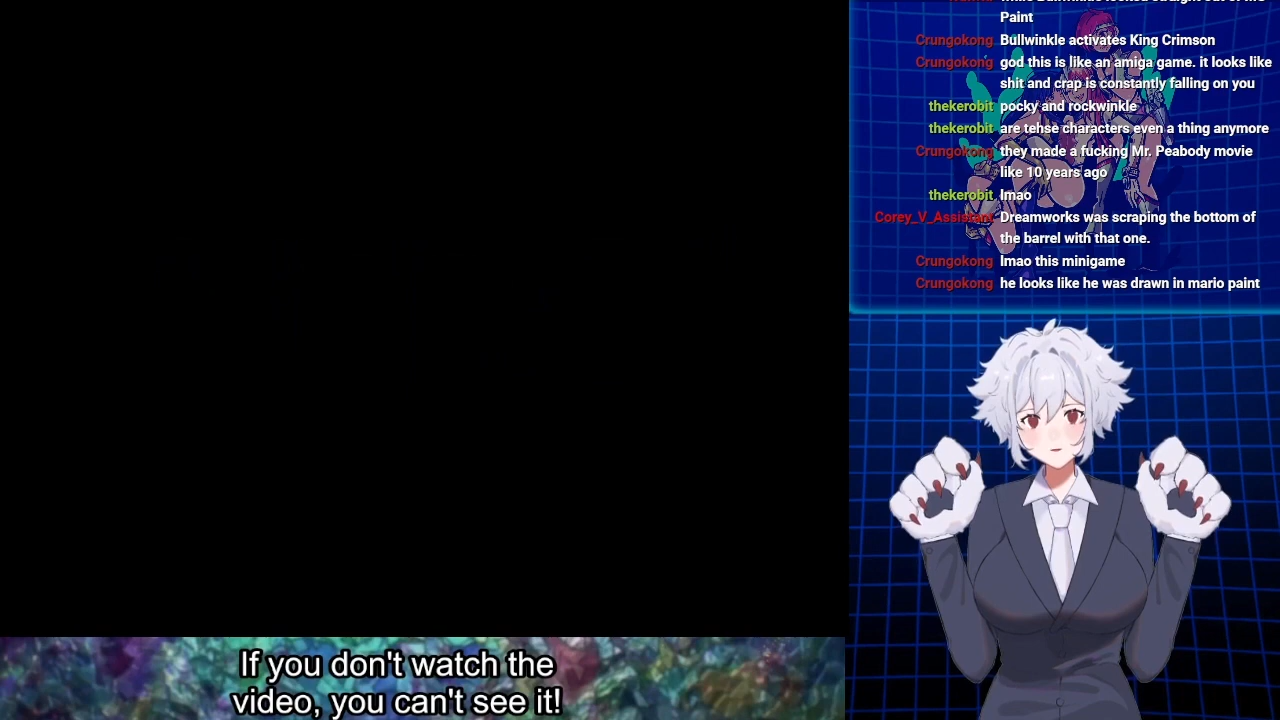 Paint
Crungokong Bullwinkle activates King Crimson
Crungokong god this is like an amiga game. it looks like
shit and crap is constantly falling on you
thekerobit pocky and rockwinkle
thekerobit are tehse characters even a thing anymore
Crungokong they made a fucking Mr. Peabody movie
like 10 years ago
thekerobit lmao
Corey_V_Assistant Dreamworks was scraping the bottom of
the barrel with that one.
Crungokong lmao this minigame
Crungokong he looks like he was drawn in mario paint
If you don't watch the
video, you can't see it!